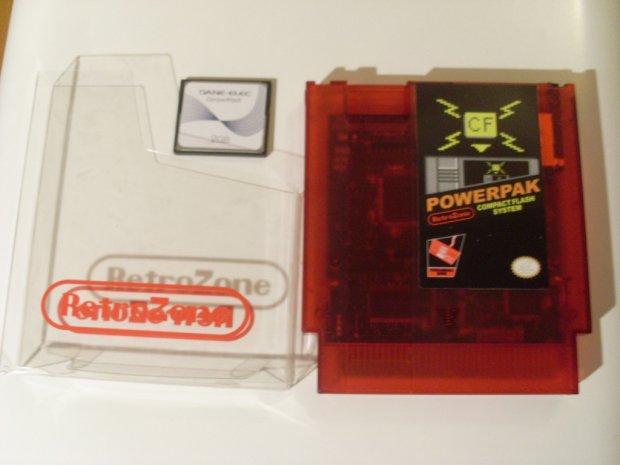 DANE-ELEC
CompactFlash
2GB
RetroZone
RetroZone
CF
POWERPAK
RetroZone
COMPACT FLASH
SYSTEM